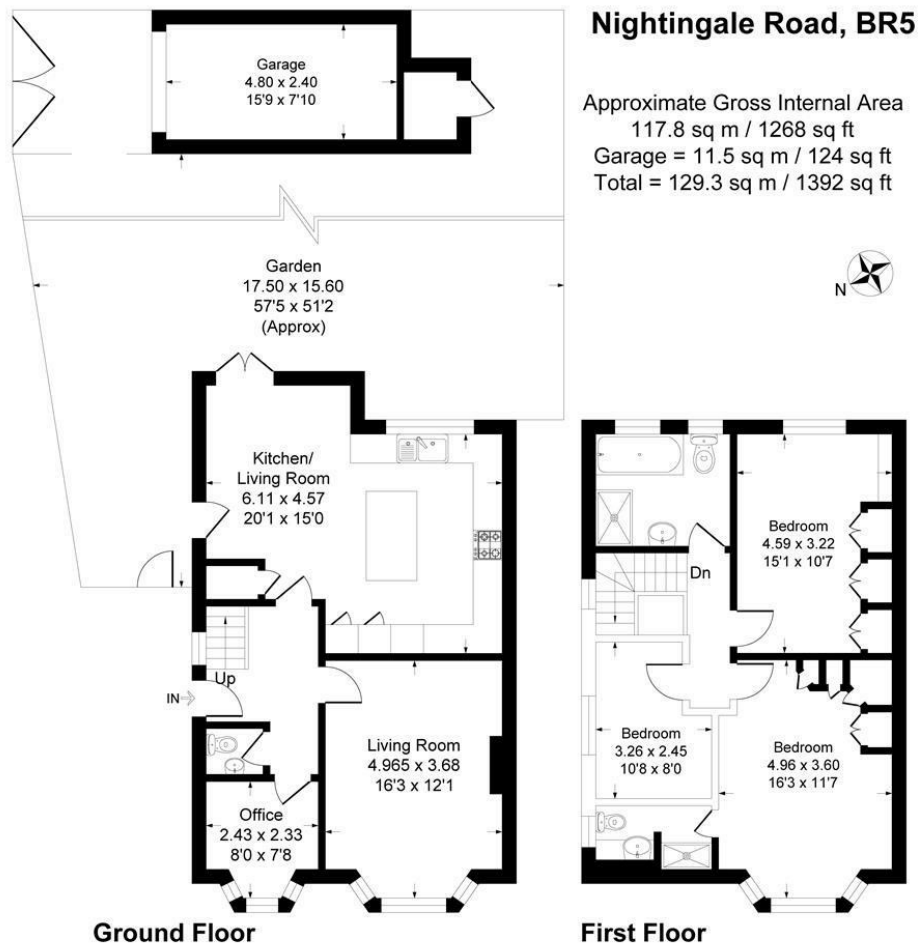 Nightingale Road, BR5
Approximate Gross Internal Area
117.8 sq m / 1268 sq ft
Garage = 11.5 sq m / 124 sq ft
Total = 129.3 sq m / 1392 sq ft
N
Garage
4.80 x 2.40
15'9 x 7'10
Garden
17.50 x 15.60
57'5 x 51'2
(Approx)
Kitchen/
Living Room
6.11 x 4.57
20'1 x 15'0
Up
IN
Living Room
4.965 x 3.68
16'3 x 12'1
Office
2.43 x 2.33
8'0 x 7'8
Ground Floor
Bedroom
4.59 x 3.22
15'1 x 10'7
Dn
Bedroom
3.26 x 2.45
10'8 x 8'0
Bedroom
4.96 x 3.60
16'3 x 11'7
First Floor